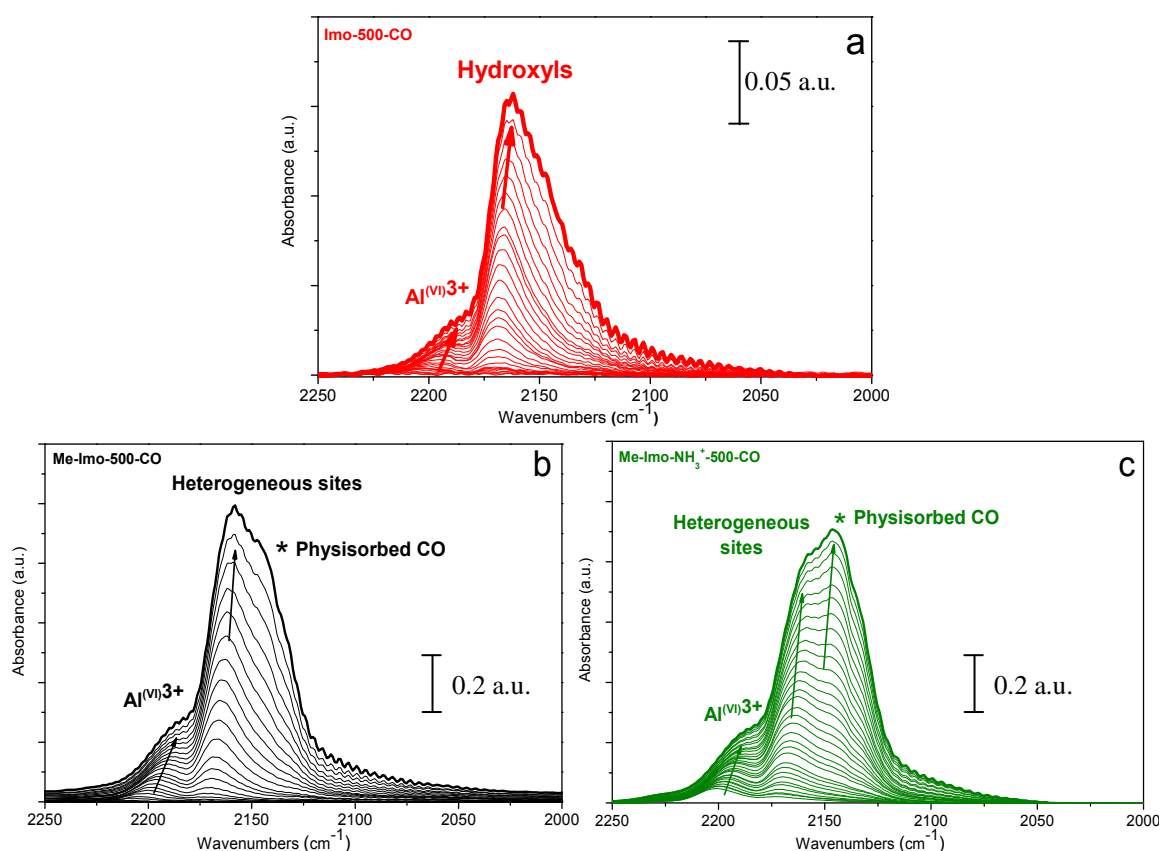 Imo-500-CO
a
Hydroxyls
0.05 a.u.
Al(VI)3+
Absorbance (a.u.)
2250 2200 2150 2100 2050 2000
Wavenumbers (cm-1)
Me-Imo-500-CO
b
Heterogeneous sites
* Physisorbed CO
Al(VI)3+
0.2 a.u.
Absorbance (a.u.)
2250 2200 2150 2100 2050 2000
Wavenumbers (cm-1)
Me-Imo-NH3+-500-CO
c
* Physisorbed CO
Heterogeneous
sites
Al(VI)3+
0.2 a.u.
Absorbance (a.u.)
2250 2200 2150 2100 2050 2000
Wavenumbers (cm-1)